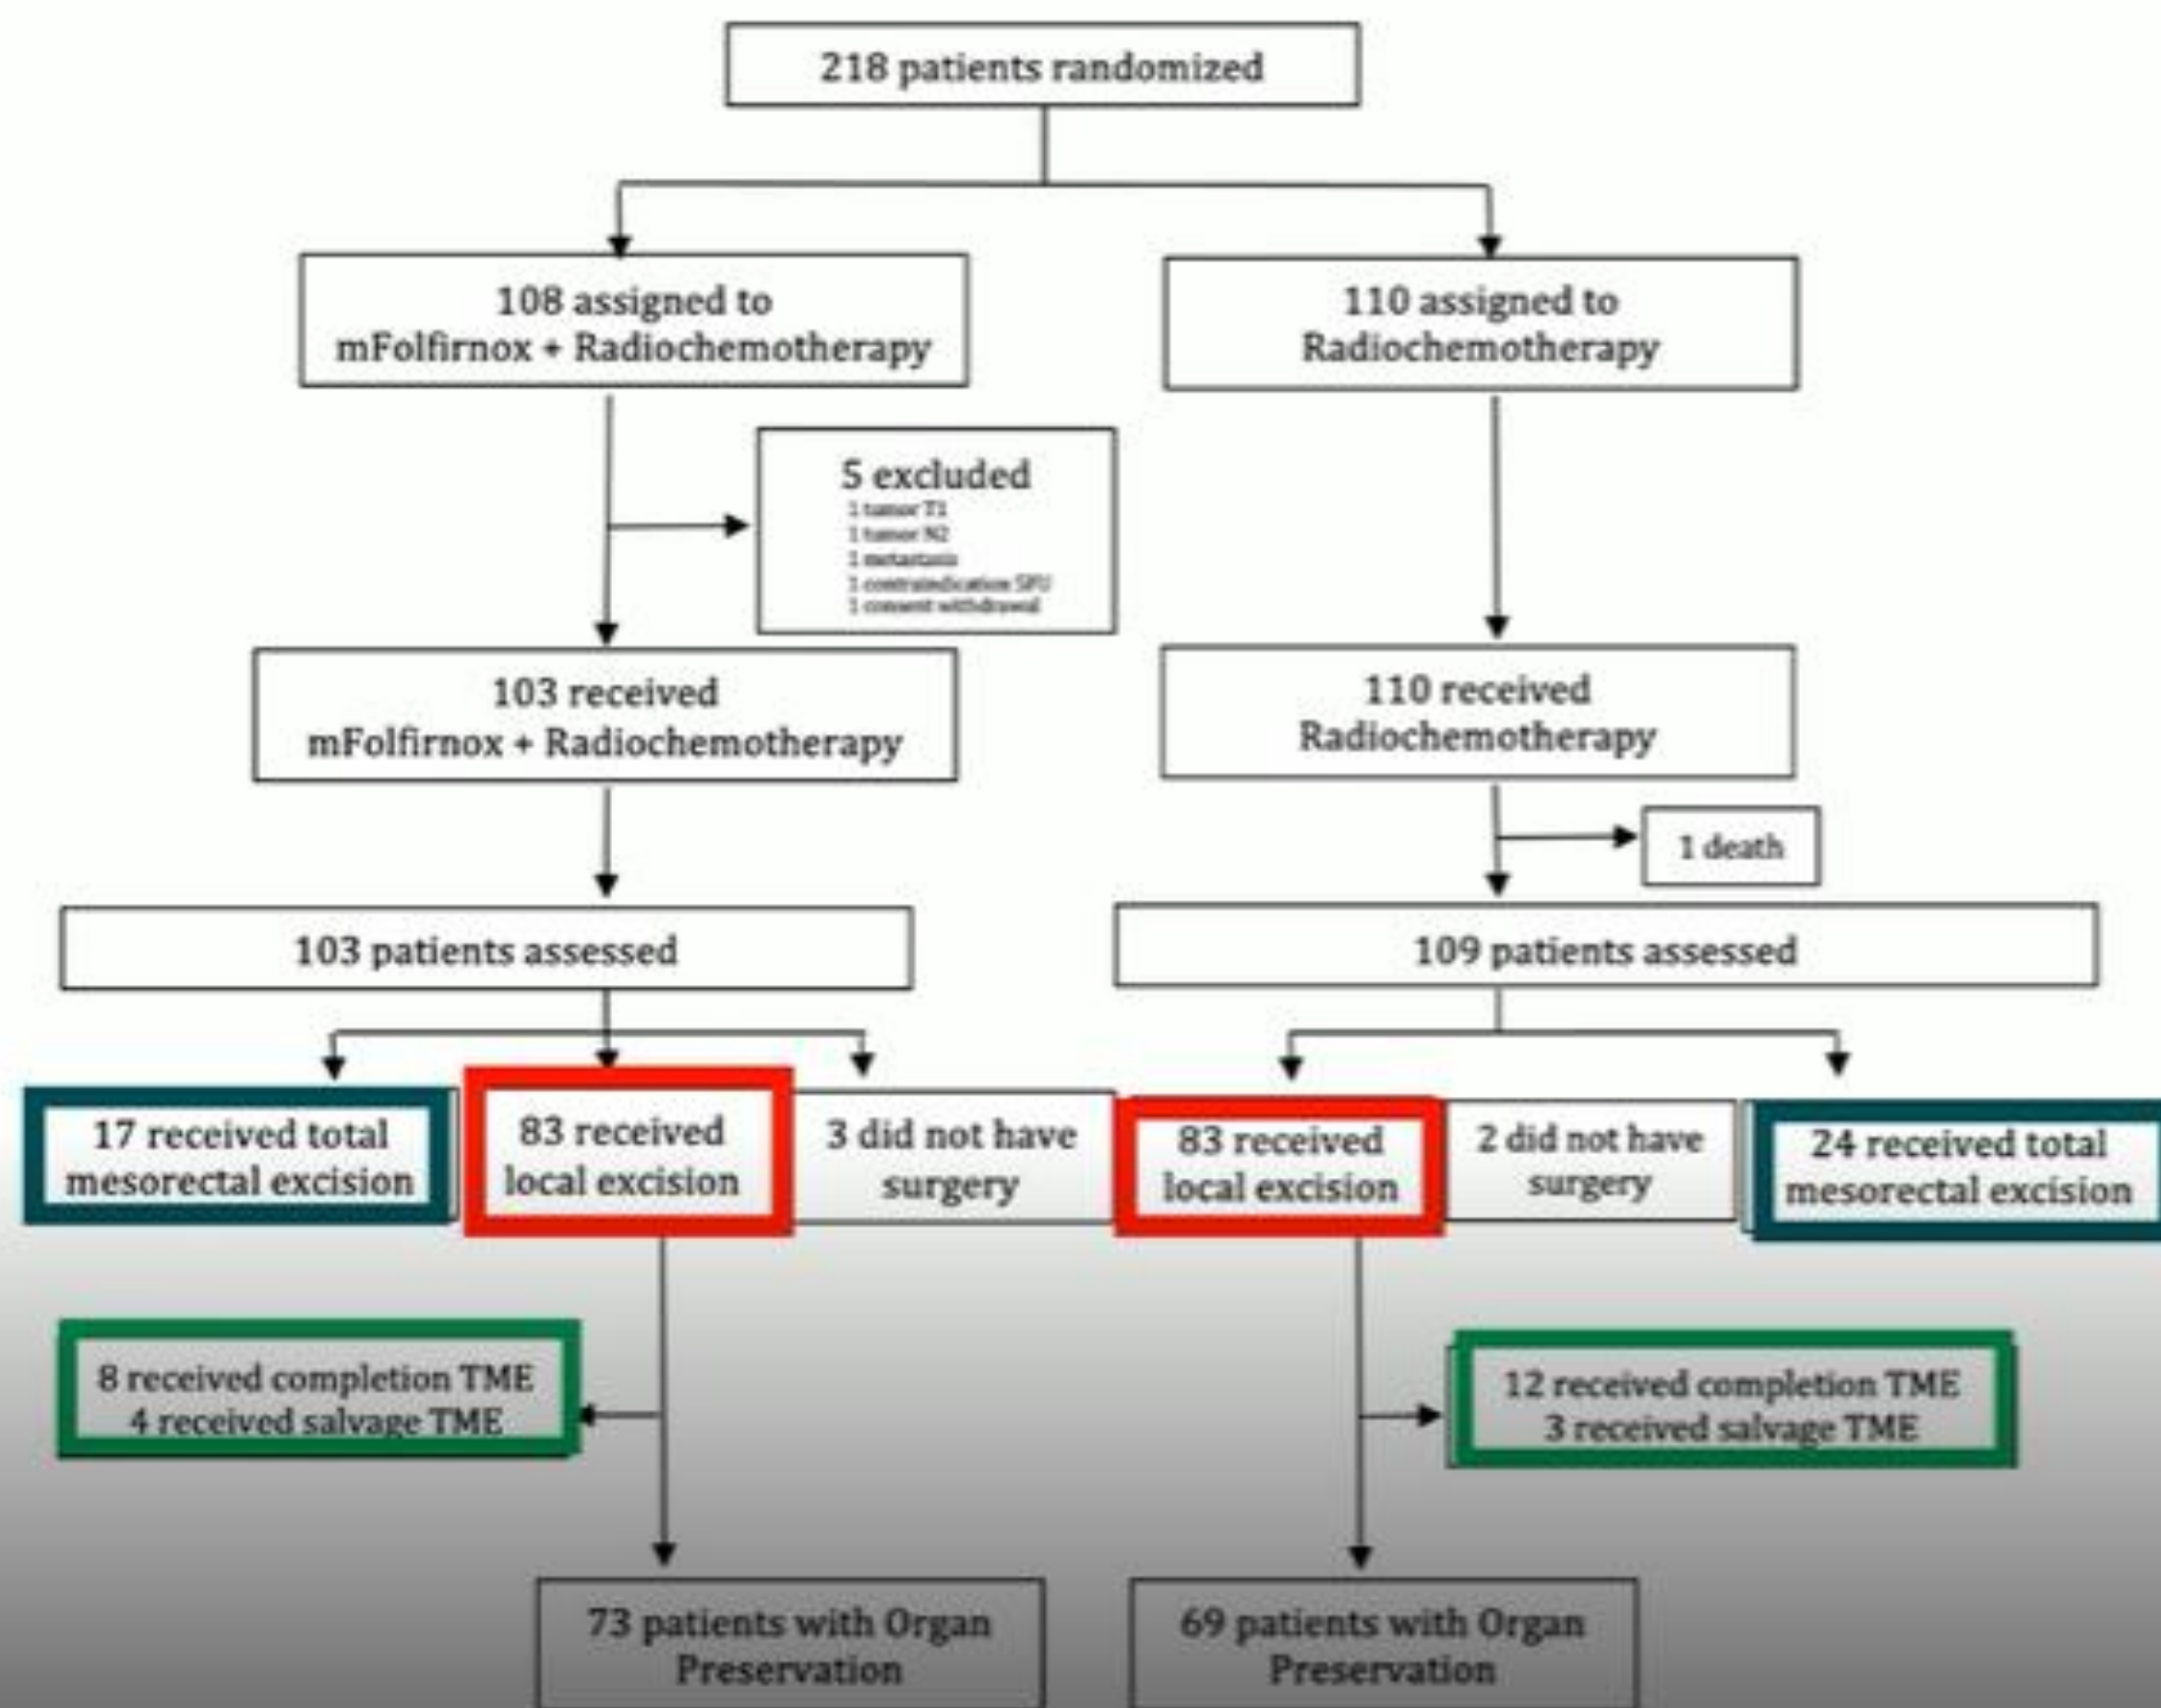 218 patients randomized
108 assigned to
mFolfirnox + Radiochemotherapy
110 assigned to
Radiochemotherapy
5 excluded
1 tumor T1
1 tumor N2
1 metastasis
1 contraindication 5FU
1 consent withdrawal
103 received
mFolfirnox + Radiochemotherapy
110 received
Radiochemotherapy
1 death
103 patients assessed
109 patients assessed
17 received total
mesorectal excision
83 received
local excision
3 did not have
surgery
83 received
local excision
2 did not have
surgery
24 received total
mesorectal excision
8 received completion TME
4 received salvage TME
12 received completion TME
3 received salvage TME
73 patients with Organ
Preservation
69 patients with Organ
Preservation